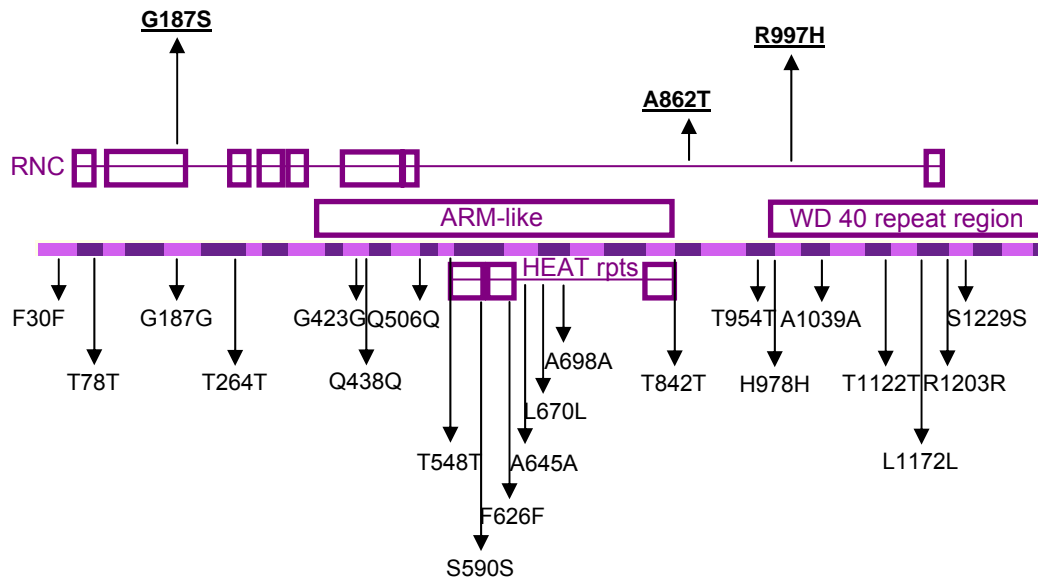 G187S
R997H
A862T
RNC
ARM-like
WD 40 repeat region
HEAT rpts
F30F
G187G
G423G
Q506Q
T954T
A1039A
S1229S
T78T
T264T
Q438Q
A698A
T842T
H978H
T1122T
R1203R
L670L
T548T
A645A
L1172L
F626F
S590S